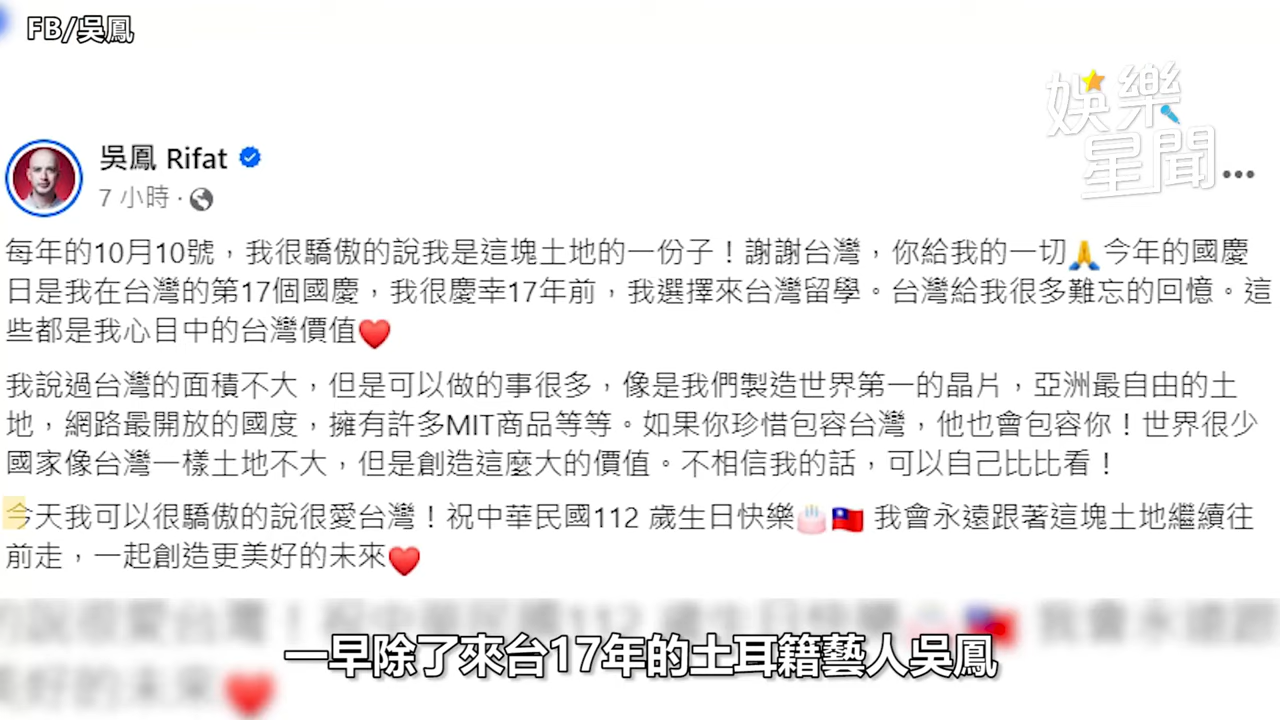 FB/吳鳳
娛樂
星聞
吳鳳 Rifat
7 小時 ·
每年的10月10號，我很驕傲的說我是這塊土地的一份子！謝謝台灣，你給我的一切🙏今年的國慶
日是我在台灣的第17個國慶，我很慶幸17年前，我選擇來台灣留學。台灣給我很多難忘的回憶。這
些都是我心目中的台灣價值❤️
我說過台灣的面積不大，但是可以做的事很多，像是我們製造世界第一的晶片，亞洲最自由的土
地，網路最開放的國度，擁有許多MIT商品等等。如果你珍惜包容台灣，他也會包容你！世界很少
國家像台灣一樣土地不大，但是創造這麼大的價值。不相信我的話，可以自己比比看！
今天我可以很驕傲的說很愛台灣！祝中華民國112 歲生日快樂🎂🇹🇼 我會永遠跟著這塊土地繼續往
前走，一起創造更美好的未來❤️
一早除了來台17年的土耳籍藝人吳鳳